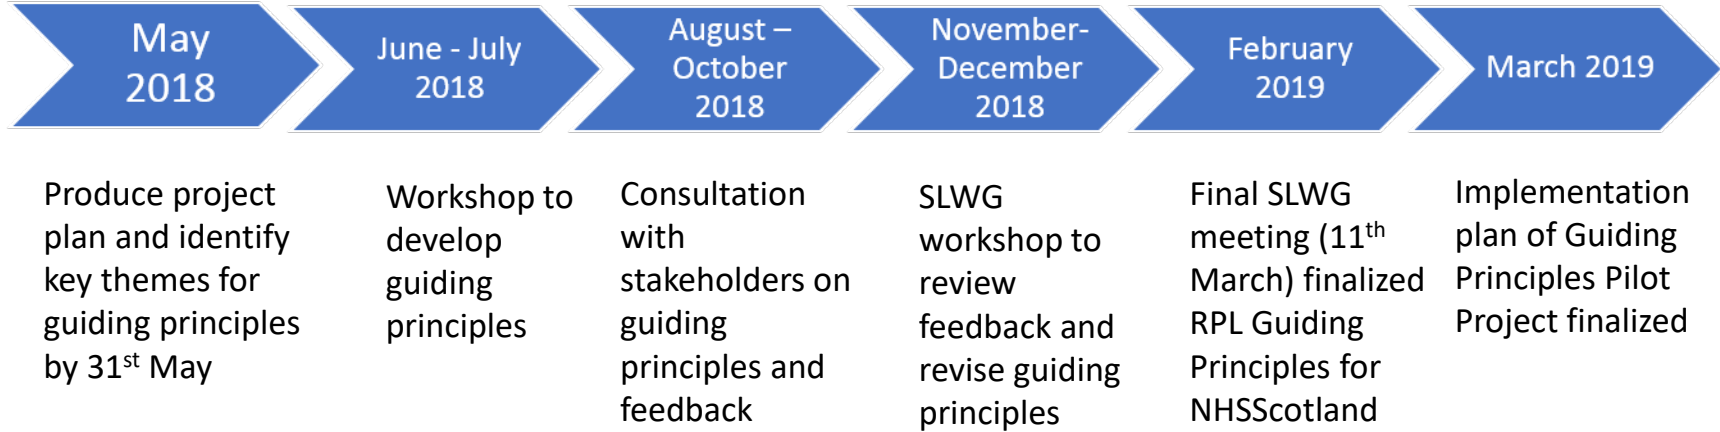 May
2018
June - July
2018
August –
October
2018
November-
December
2018
February
2019
March 2019
Produce project
plan and identify
key themes for
guiding principles
by 31st May
Workshop to
develop
guiding
principles
Consultation
with
stakeholders on
guiding
principles and
feedback
SLWG
workshop to
review
feedback and
revise guiding
principles
Final SLWG
meeting (11th
March) finalized
RPL Guiding
Principles for
NHSScotland
Implementation
plan of Guiding
Principles Pilot
Project finalized